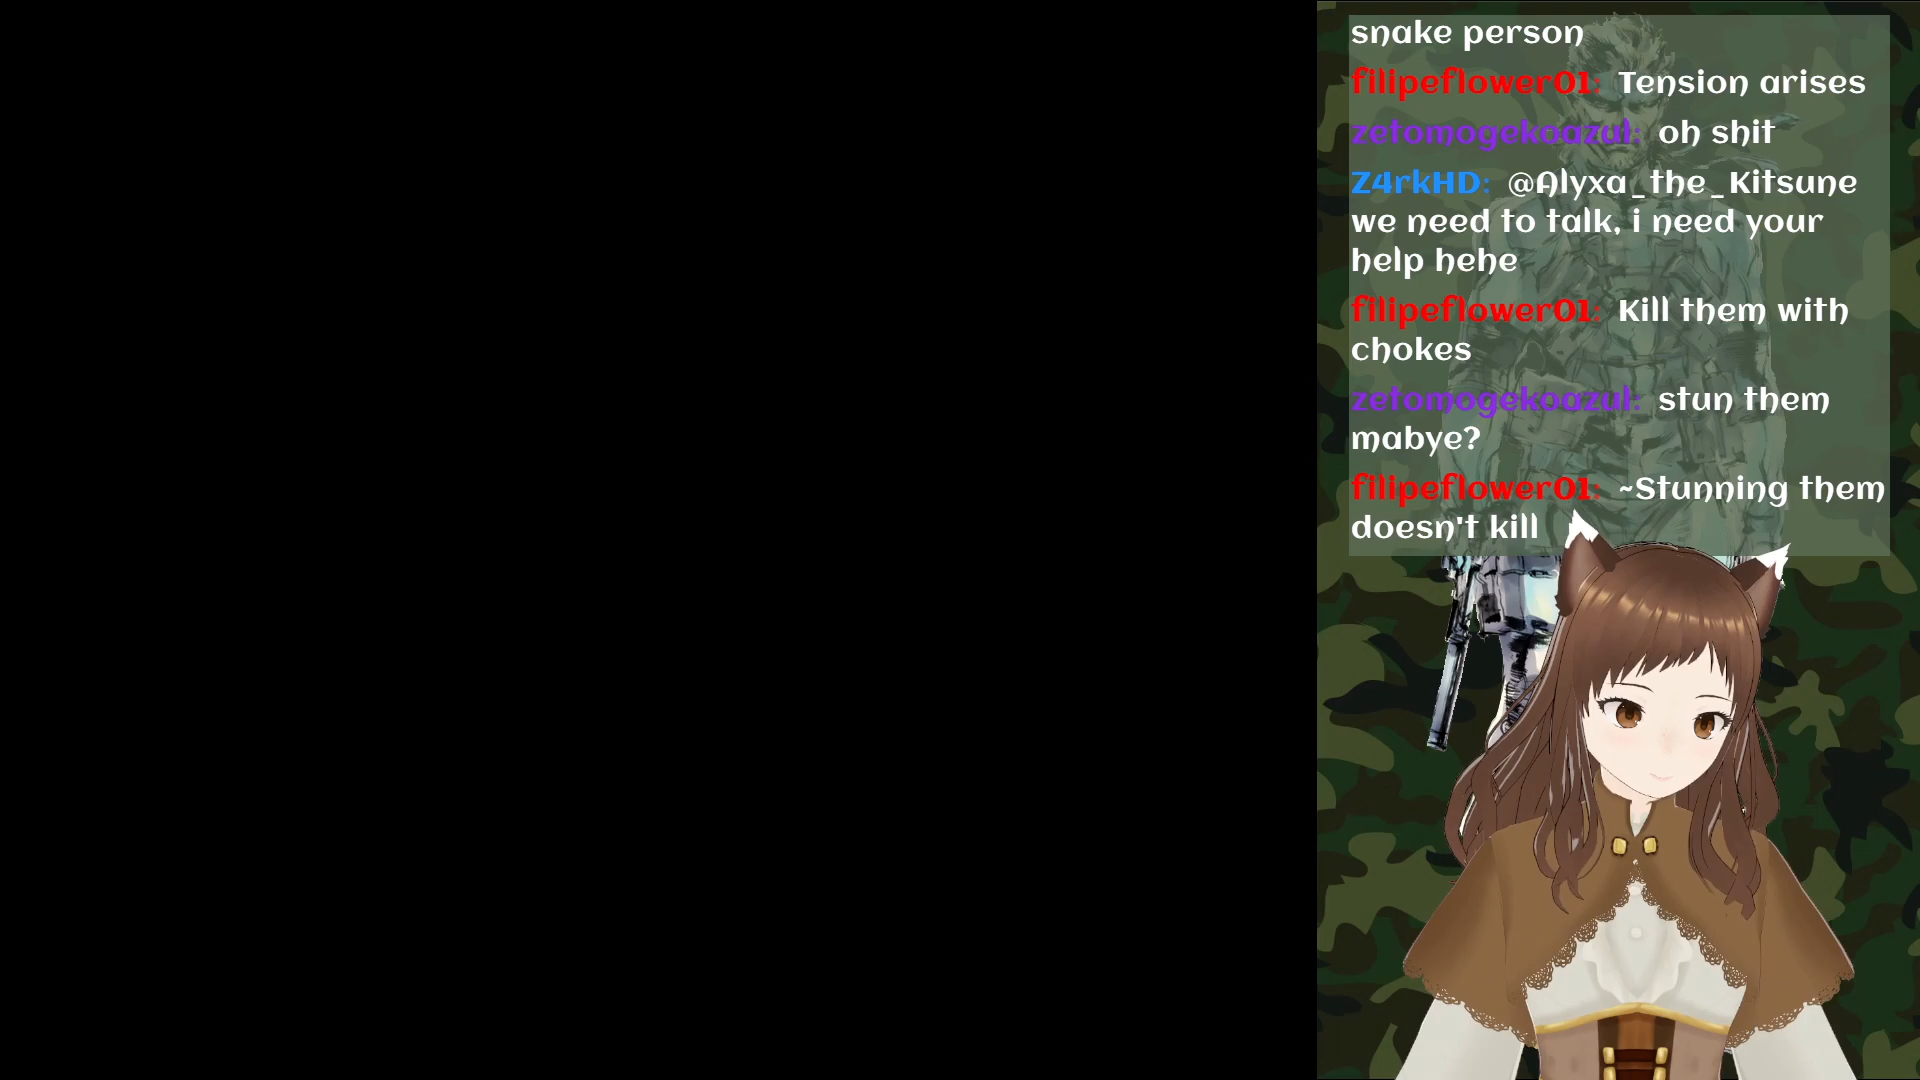 snake person
filipeflower01: Tension arises
zetomogekoazul: oh shit
Z4rkHD: @Alyxa_the_Kitsune
we need to talk, i need your
help hehe
filipeflower01: Kill them with
chokes
zetomogekoazul: stun them
mabye?
filipeflower01: ~Stunning them
doesn't kill